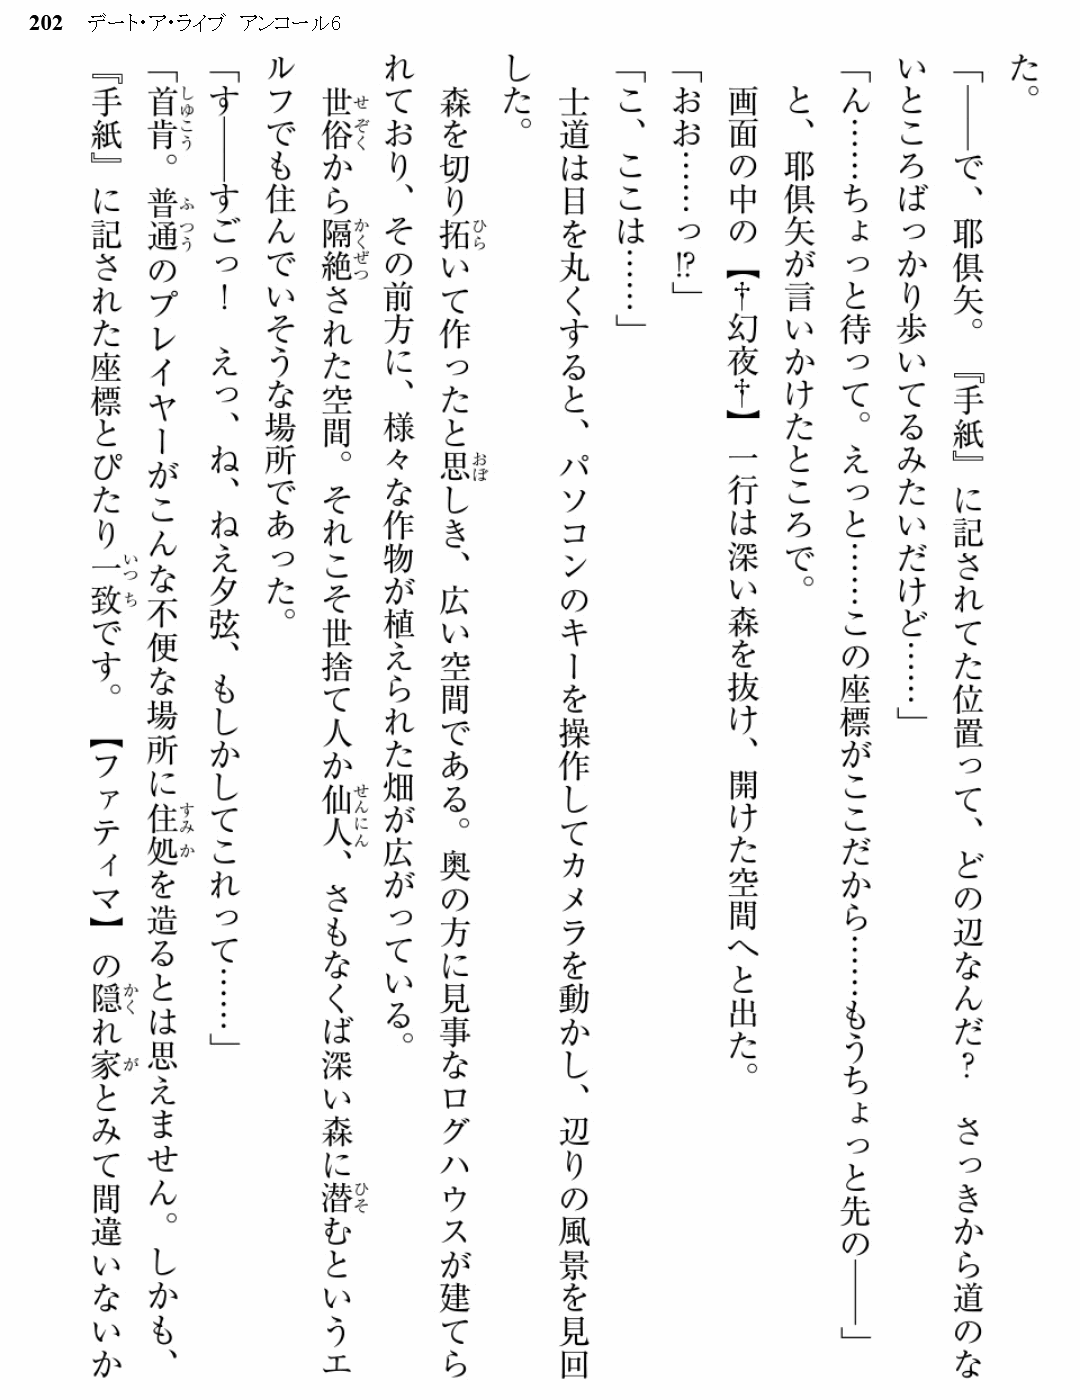 202 デート・ア・ライブ アンコール6
た。
「――で、耶倶矢。『手紙』に記されてた位置って、どの辺なんだ？ さっきから道のな
いところばっかり歩いてるみたいだけど……」
「ん……ちょっと待って。えっと……この座標がここだから……もうちょっと先の――」
と、耶倶矢が言いかけたところで。
画面の中の【†幻夜†】一行は深い森を抜け、開けた空間へと出た。
「おお……っ!?」
「こ、ここは……」
士道は目を丸くすると、パソコンのキーを操作してカメラを動かし、辺りの風景を見回
した。
森を切り拓いて作ったと思しき、広い空間である。奥の方に見事なログハウスが建てら
れており、その前方に、様々な作物が植えられた畑が広がっている。
世俗から隔絶された空間。それこそ世捨て人か仙人、さもなくば深い森に潜むというエ
ルフでも住んでいそうな場所であった。
「す――すごっ！ えっ、ね、ねえ夕弦、もしかしてこれって……」
「首肯。普通のプレイヤーがこんな不便な場所に住処を造るとは思えません。しかも、
『手紙』に記された座標とぴたり一致です。【ファティマ】の隠れ家とみて間違いないか